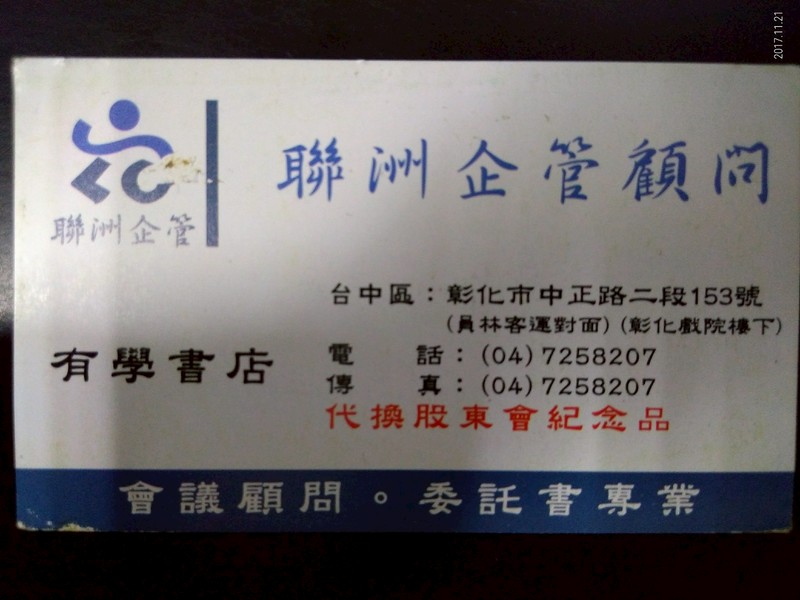 2017.11.21
聯洲企管
聯洲企管顧問
台中區：彰化市中正路二段153號
(員林客運對面)(彰化戲院樓下)
有學書店
電　　話：(04)7258207
傳　　真：(04)7258207
代換股東會紀念品
會議顧問。委託書專業